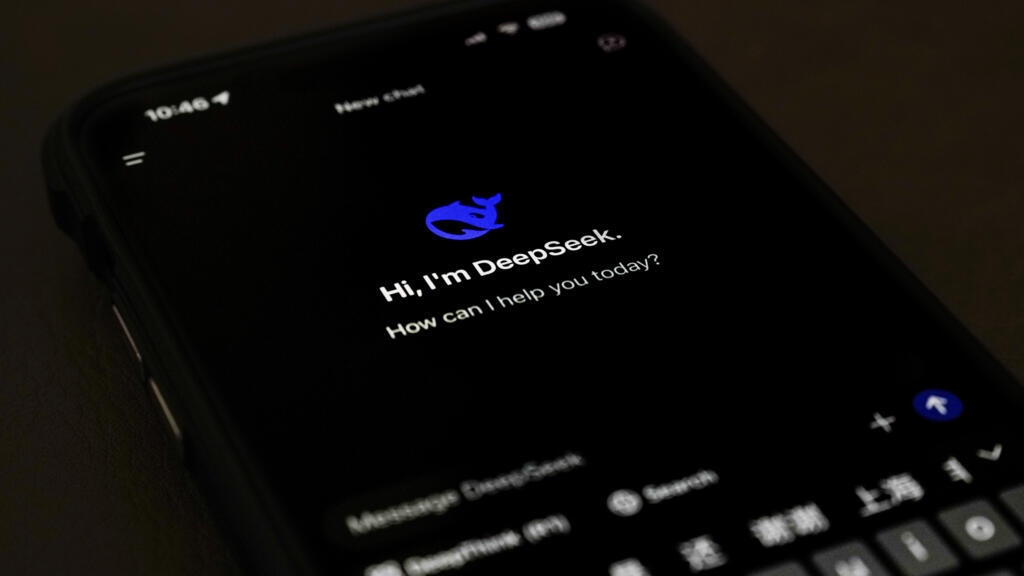 10:46
New chat
Hi, I'm DeepSeek.
How can I help you today?
Message DeepSeek
DeepThink (R1) Search
还 谢谢 上海
u i o